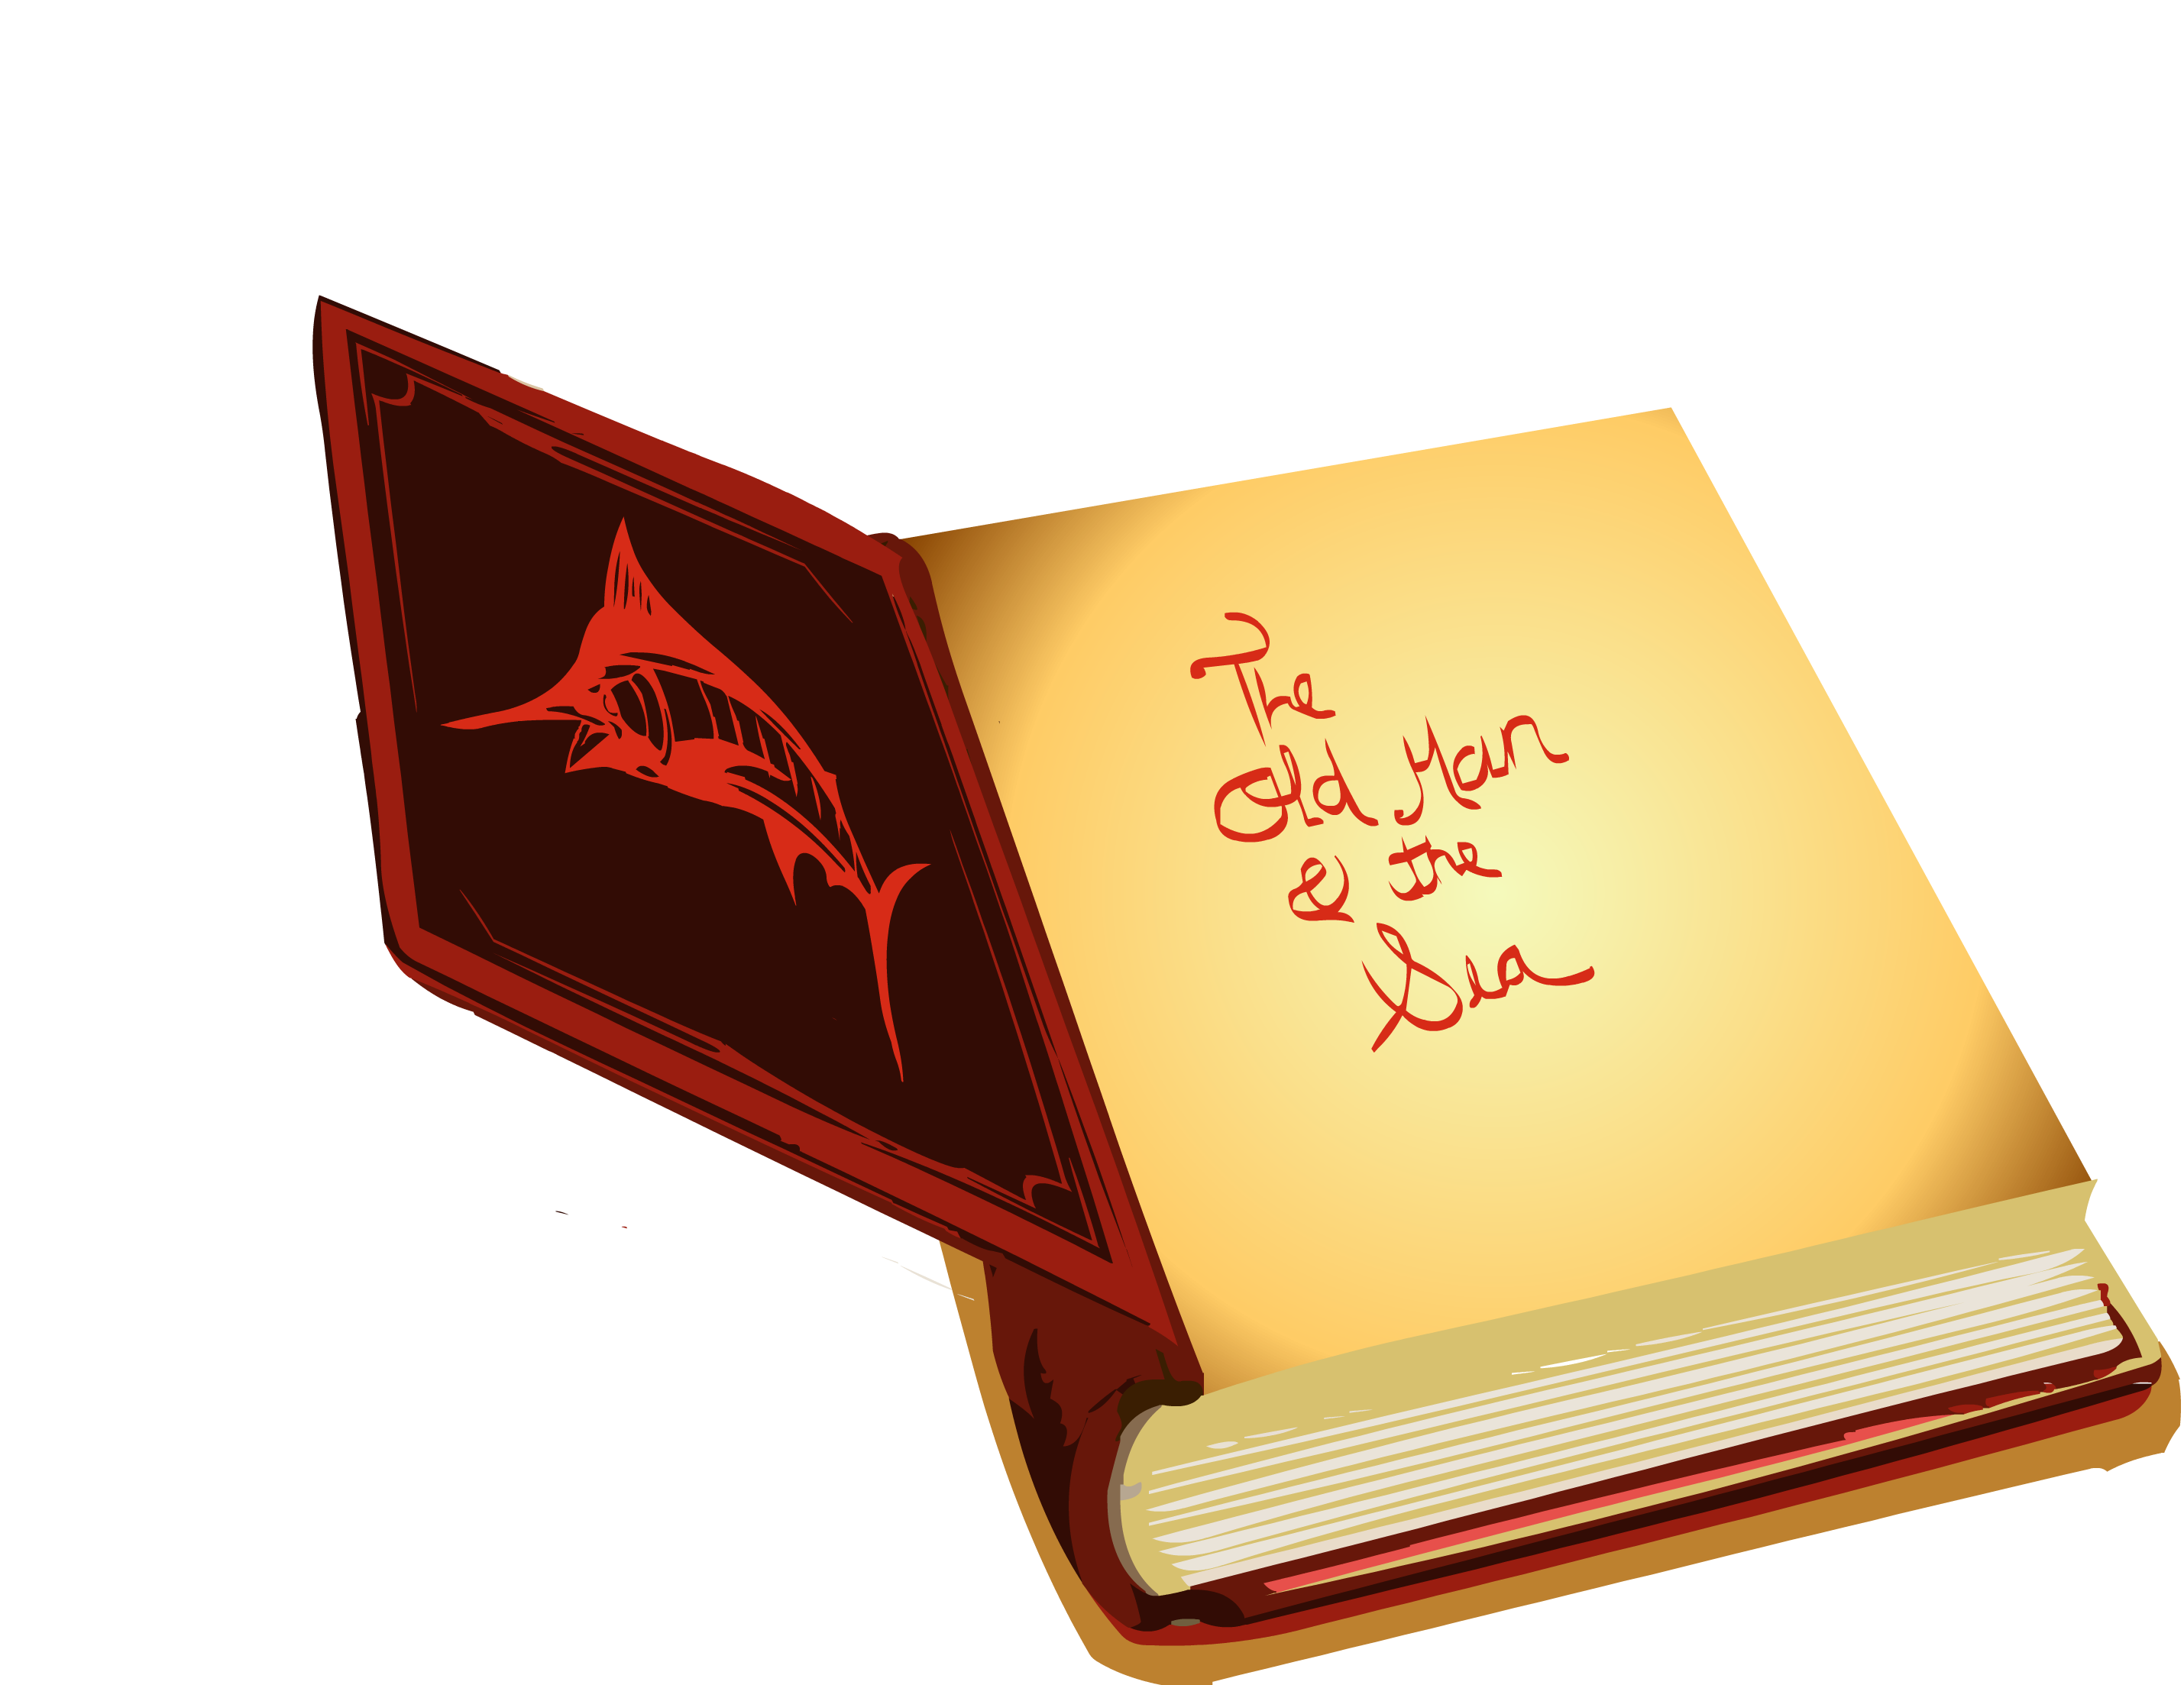 The
Old Man
& the
Sea